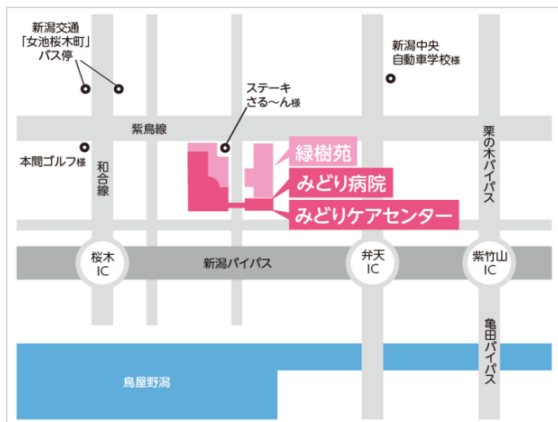 新潟交通
「女池桜木町」
バス停
新潟中央
自動車学校様
ステーキ
さる〜ん様
紫鳥線
本間ゴルフ様
和合線
緑樹苑
みどり病院
みどりケアセンター
栗の木バイパス
桜木
IC
新潟バイパス
弁天
IC
紫竹山
IC
亀田バイパス
鳥屋野潟